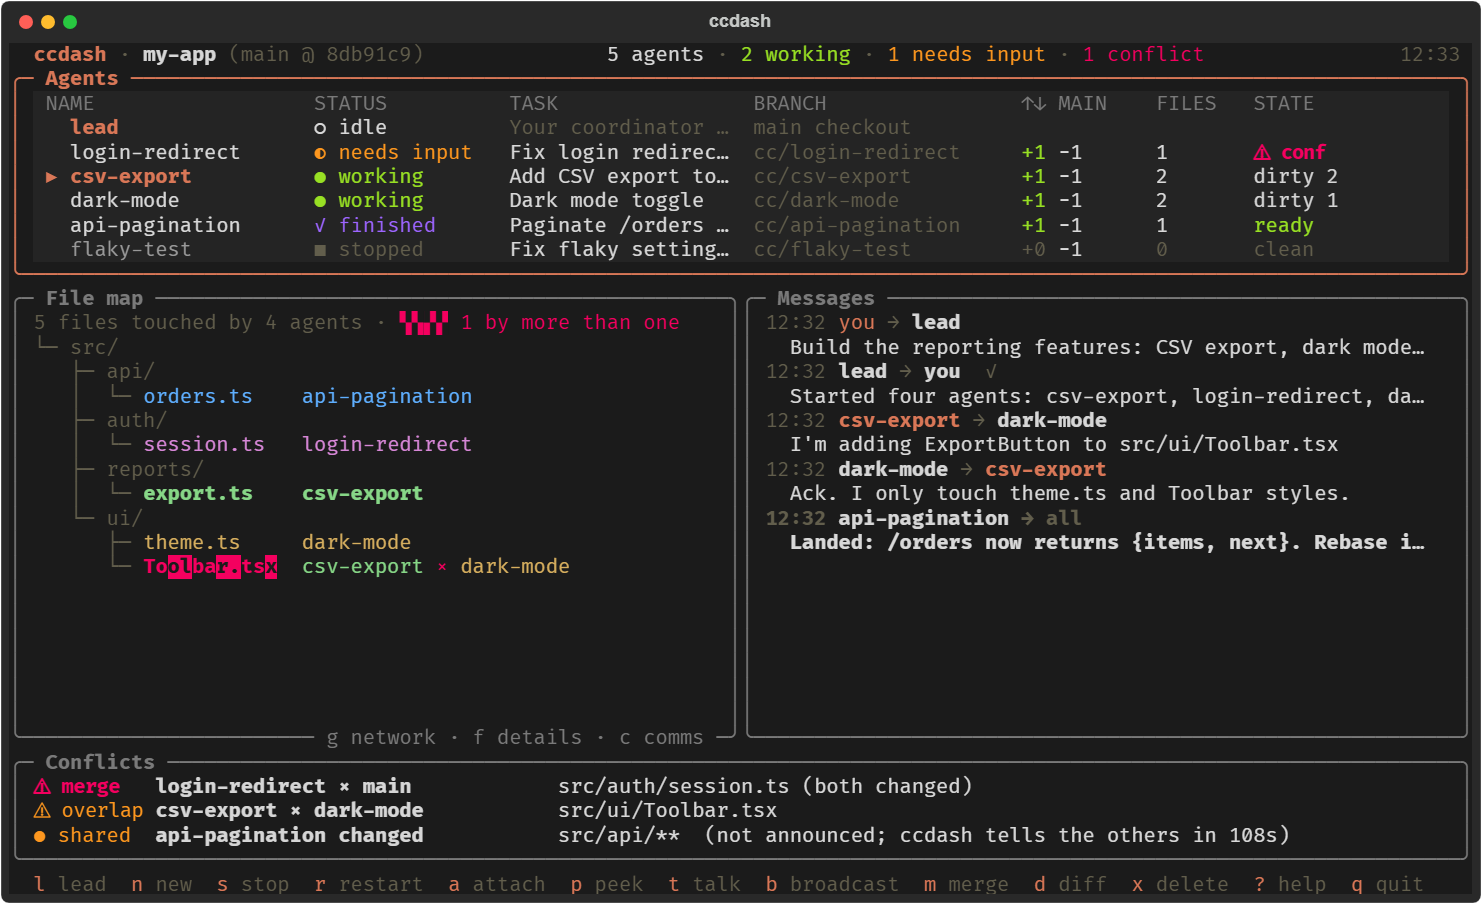 ccdash
ccdash · my-app (main @ 8db91c9) 5 agents · 2 working · 1 needs input · 1 conflict 12:33
Agents
NAME STATUS TASK BRANCH ↑↓ MAIN FILES STATE
lead ○ idle Your coordinator … main checkout
login-redirect ◐ needs input Fix login redirec… cc/login-redirect +1 -1 1 ⚠ conf
▶ csv-export ● working Add CSV export to… cc/csv-export +1 -1 2 dirty 2
dark-mode ● working Dark mode toggle cc/dark-mode +1 -1 2 dirty 1
api-pagination √ finished Paginate /orders … cc/api-pagination +1 -1 1 ready
flaky-test ■ stopped Fix flaky setting… cc/flaky-test +0 -1 0 clean
File map
5 files touched by 4 agents · 1 by more than one
src/
api/
orders.ts api-pagination
auth/
session.ts login-redirect
reports/
export.ts csv-export
ui/
theme.ts dark-mode
Toolbar.tsx csv-export × dark-mode
g network · f details · c comms
Messages
12:32 you → lead
Build the reporting features: CSV export, dark mode…
12:32 lead → you √
Started four agents: csv-export, login-redirect, da…
12:32 csv-export → dark-mode
I'm adding ExportButton to src/ui/Toolbar.tsx
12:32 dark-mode → csv-export
Ack. I only touch theme.ts and Toolbar styles.
12:32 api-pagination → all
Landed: /orders now returns {items, next}. Rebase i…
Conflicts
⚠ merge login-redirect × main src/auth/session.ts (both changed)
⚠ overlap csv-export × dark-mode src/ui/Toolbar.tsx
● shared api-pagination changed src/api/** (not announced; ccdash tells the others in 108s)
l lead n new s stop r restart a attach p peek t talk b broadcast m merge d diff x delete ? help q quit